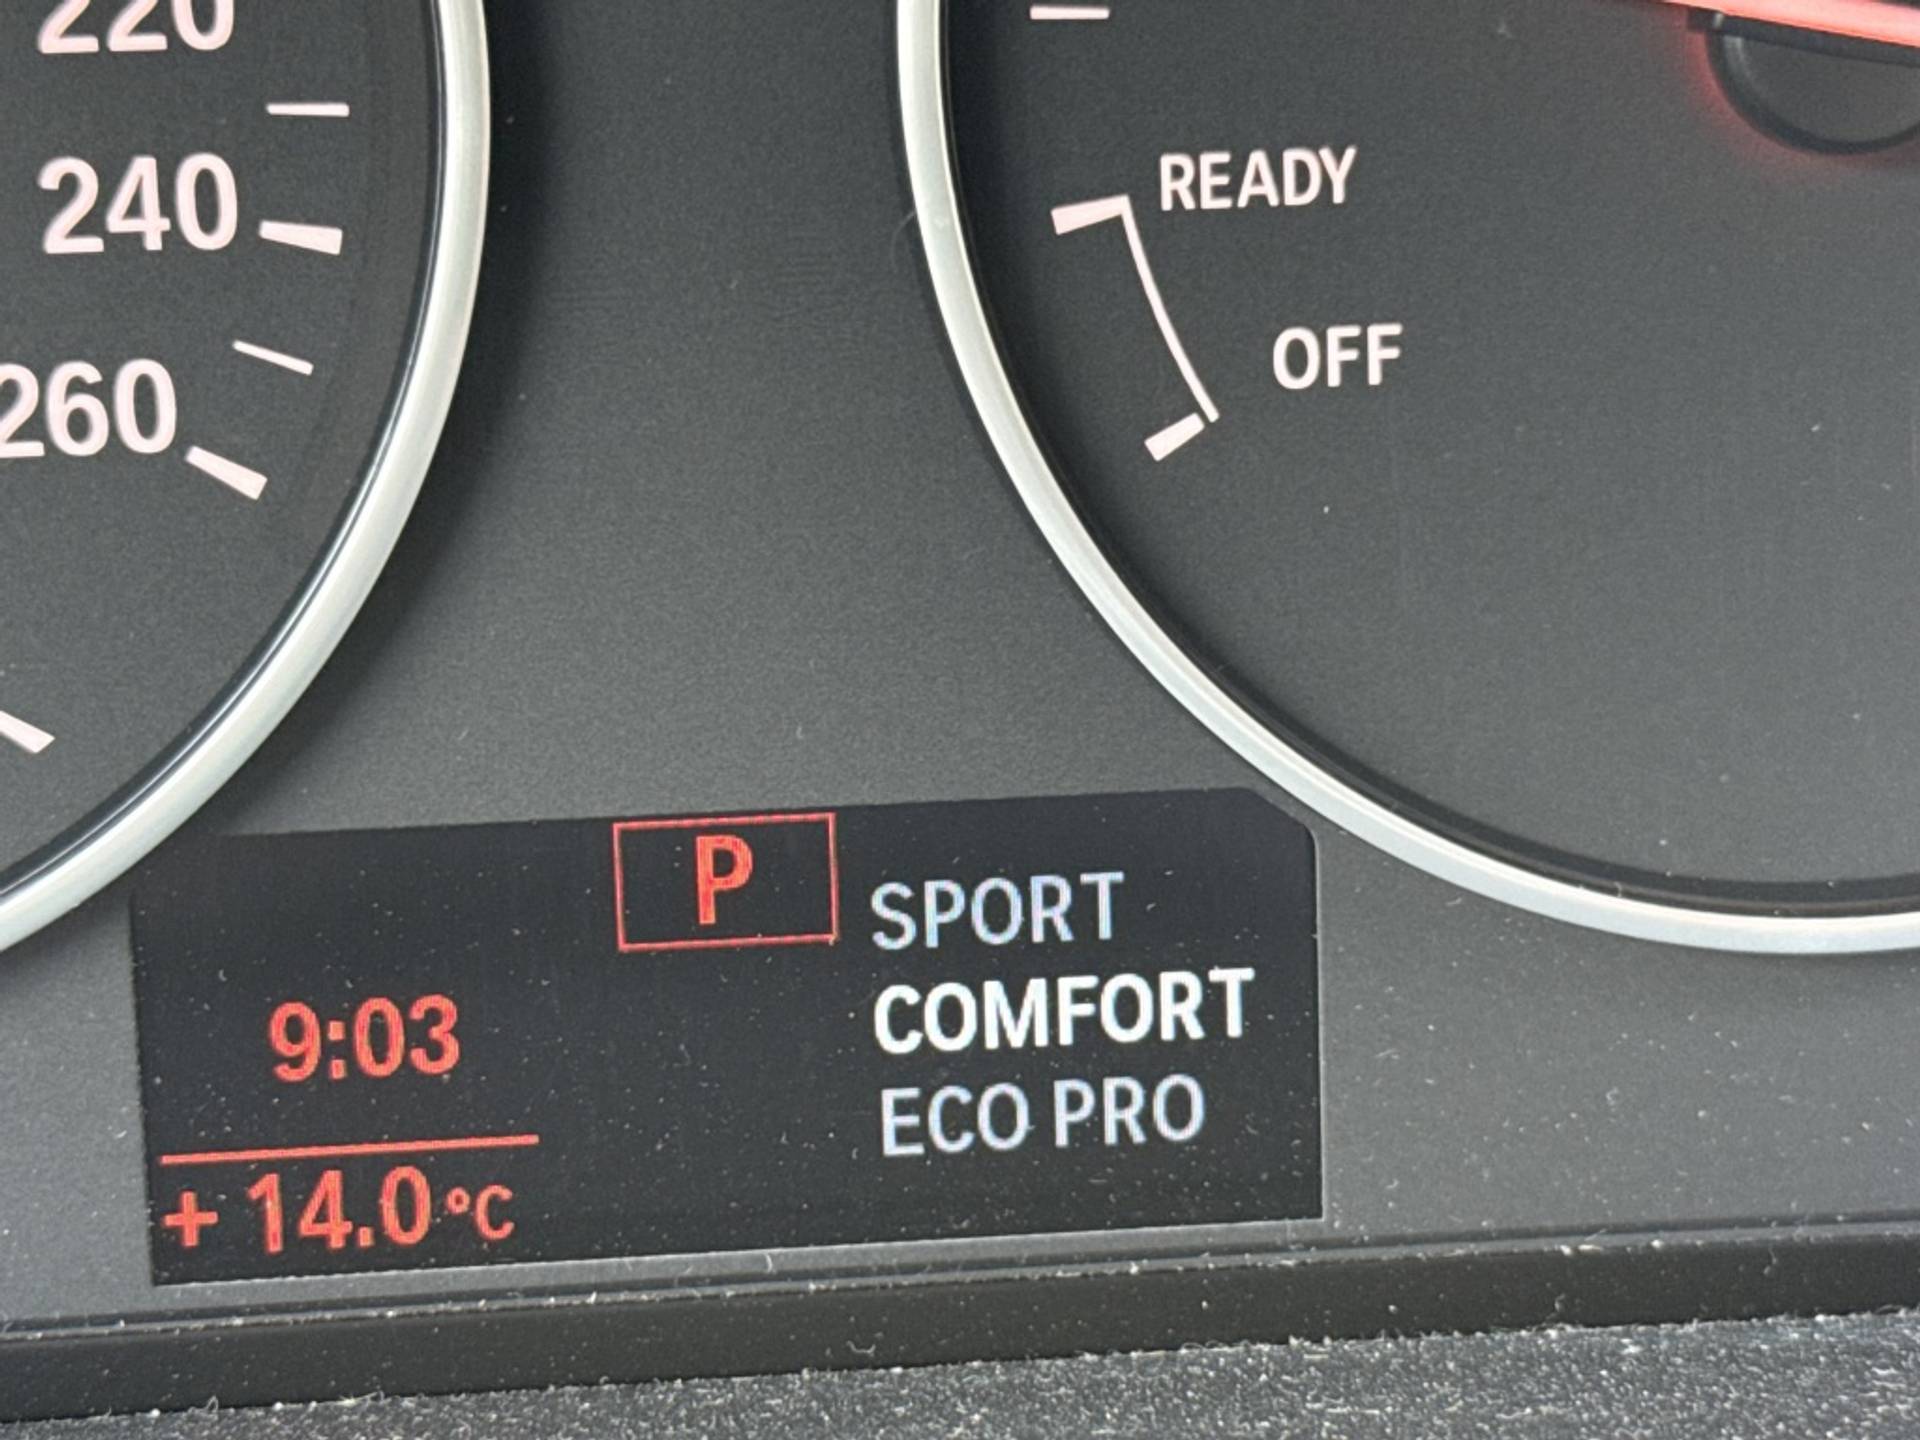 220
240
260
READY
OFF
P
SPORT
COMFORT
ECO PRO
9:03
+ 14.0 °C